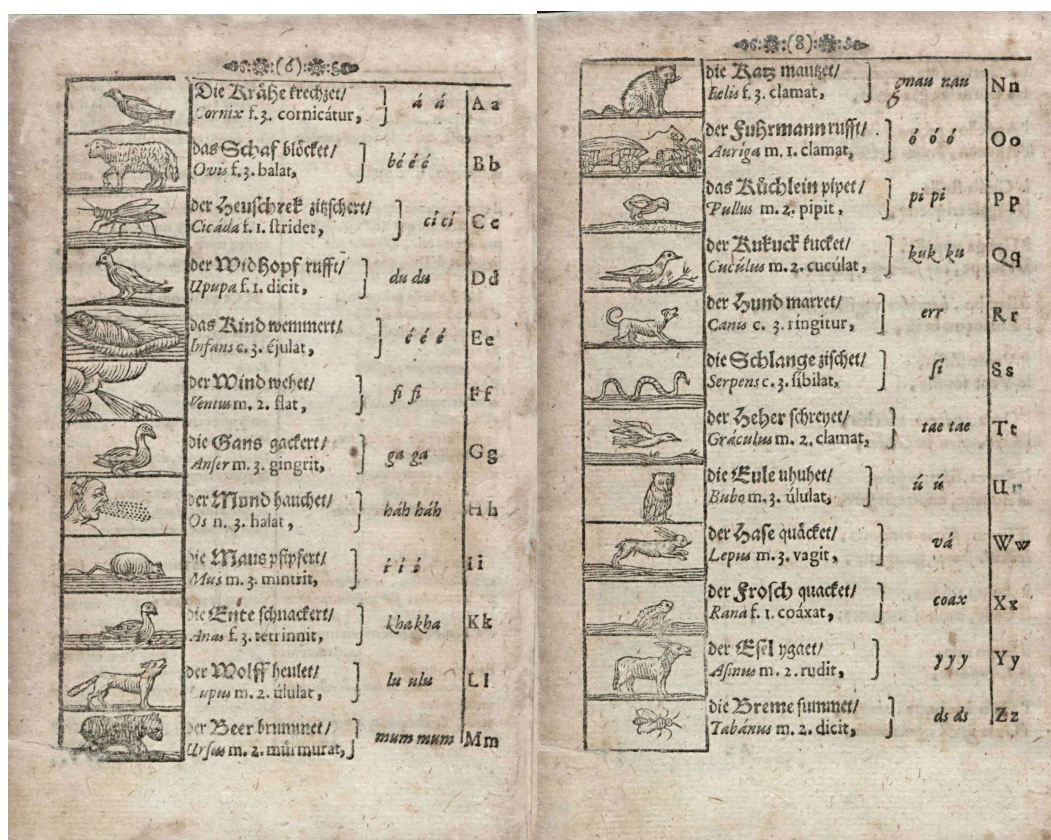 (6)
Die Krähe krechzet/ á á A a
Cornix f. 3. cornicátur,
das Schaf blöcket/ bé é é B b
Ovis f. 3. balat,
der Heuschrek zitzschert/ cí cí C c
Cicáda f. 1. stridet,
der Widhopf rufft/ du du D d
Upupa f. 1. dicit,
das Kind wemmert/ é é é E e
Infans c. 3. éjulat,
der Wind wehet/ fi fi F f
Ventus m. 2. flat,
die Gans gackert/ ga ga G g
Anser m. 3. gingrit,
der Mund hauchet/ háh háh H h
Os n. 3. halat,
die Maus pfipfert/ í í í I i
Mus m. 3. mintrit,
die Ente schnackert/ kha kha K k
Anas f. 3. tetrinnit,
der Wolff heulet/ lu ulu L l
Lupus m. 2. úlulat,
der Beer brummet/ mum mum M m
Ursus m. 2. múrmurat,
(8)
die Katz mautzet/ gnau nau N n
Felis f. 3. clamat,
der Fuhrmann rufft/ ó ó ó O o
Auríga m. 1. clamat,
das Küchlein pipet/ pi pi P p
Pullus m. 2. pipit,
der Kukuck kucket/ kuk ku Q q
Cucúlus m. 2. cucúlat,
der Hund marret/ err R r
Canis c. 3. ríngitur,
die Schlange zischet/ si S s
Serpens c. 3. síbilat,
der Heher schreyet/ tae tae T t
Gráculus m. 2. clamat,
die Eule uhuhet/ ú ú U u
Bubo m. 3. úlulat,
der Hase quäcket/ vá W w
Lepus m. 3. vagit,
der Frosch quacket/ coax X x
Rana f. 1. coáxat,
der Esel ygaet/ y y y Y y
Asinus m. 2. rudit,
die Breme summet/ ds ds Z z
Tabánus m. 2. dicit,